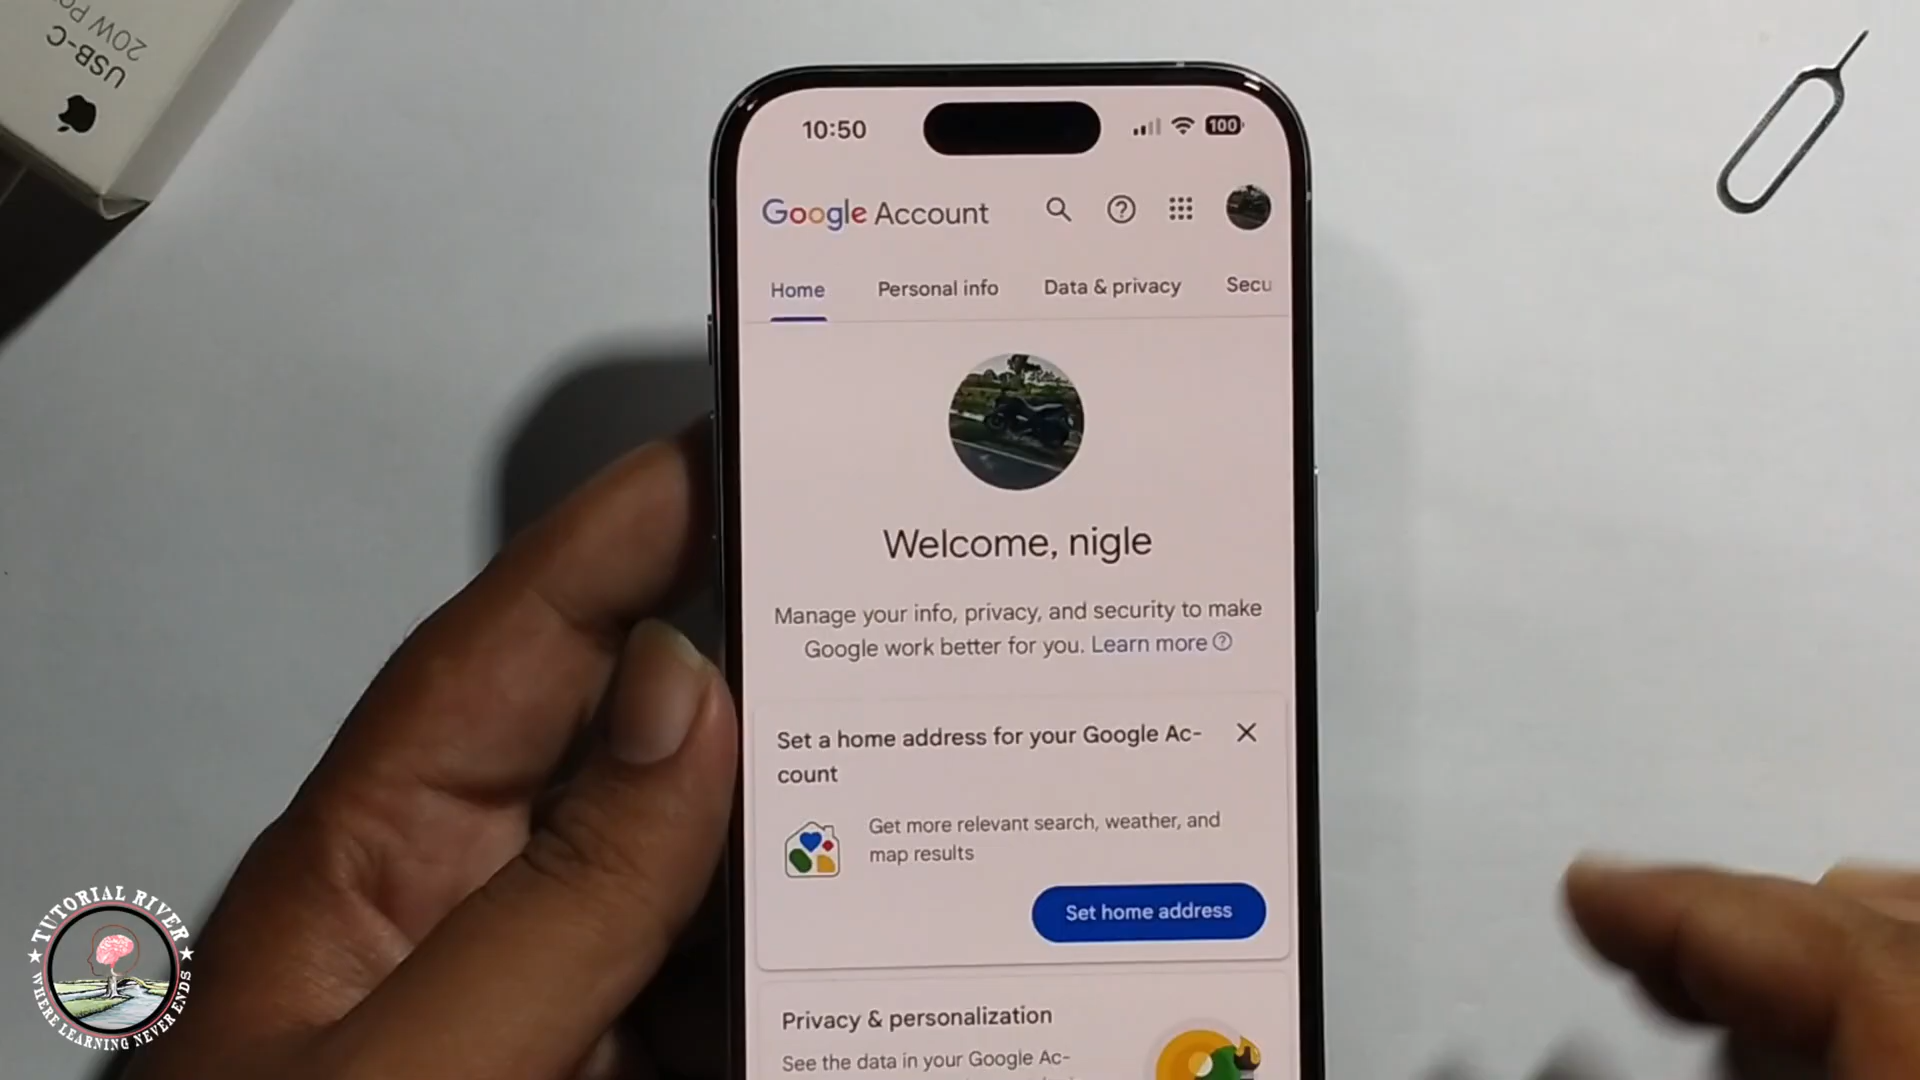 20W Po
USB-C
10:50
100
Google Account
Home Personal info Data & privacy Secu
Welcome, nigle
Manage your info, privacy, and security to make
Google work better for you. Learn more
Set a home address for your Google Ac-
count
Get more relevant search, weather, and
map results
Set home address
Privacy & personalization
See the data in your Google Ac-
TUTORIAL RIVER
WHERE LEARNING NEVER ENDS